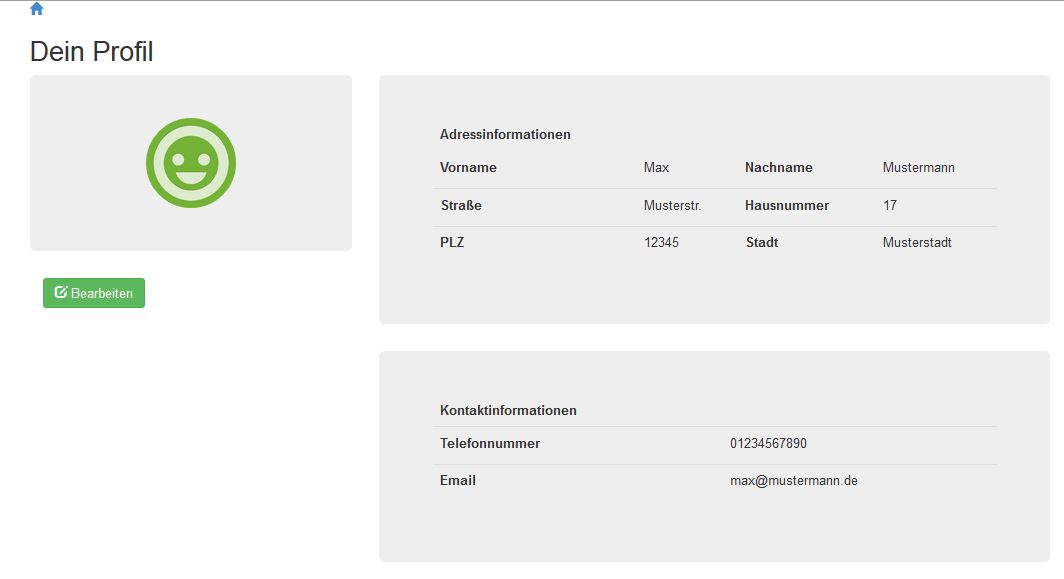 Dein Profil
Bearbeiten
Adressinformationen
Vorname Max Nachname Mustermann
Straße Musterstr. Hausnummer 17
PLZ 12345 Stadt Musterstadt
Kontaktinformationen
Telefonnummer 01234567890
Email max@mustermann.de